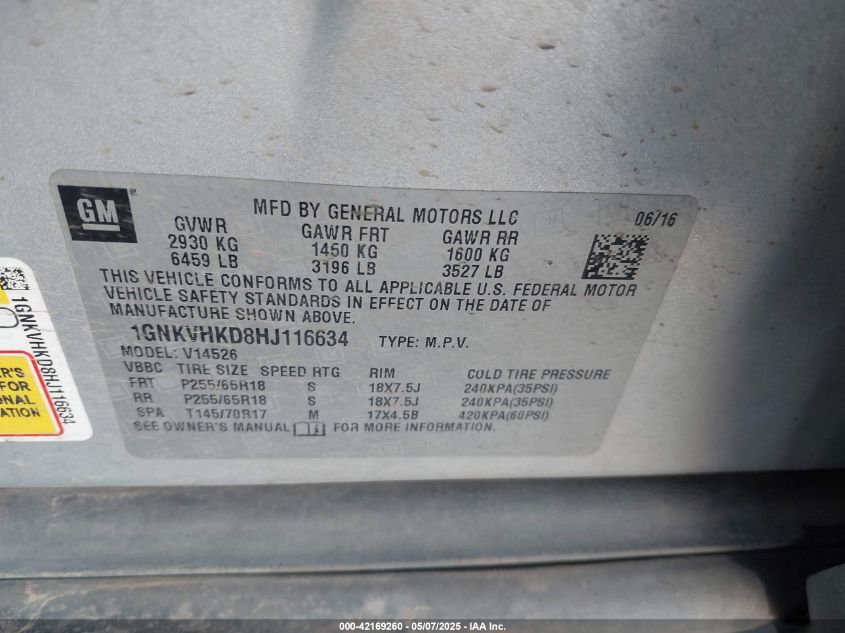 GM ®
MFD BY GENERAL MOTORS LLC 06/16
GVWR GAWR FRT GAWR RR
2930 KG 1450 KG 1600 KG
6459 LB 3196 LB 3527 LB
THIS VEHICLE CONFORMS TO ALL APPLICABLE U.S. FEDERAL MOTOR
VEHICLE SAFETY STANDARDS IN EFFECT ON THE DATE OF
MANUFACTURE SHOWN ABOVE.
1GNKVHKD8HJ116634 TYPE: M.P.V.
MODEL: V14526
VBBC TIRE SIZE SPEED RTG RIM COLD TIRE PRESSURE
FRT P255/65R18 S 18X7.5J 240KPA(35PSI)
RR P255/65R18 S 18X7.5J 240KPA(35PSI)
SPA T145/70R17 M 17X4.5B 420KPA(60PSI)
SEE OWNER'S MANUAL i FOR MORE INFORMATION.
1GNKVHKD8HJ116634
ER'S
FOR
ONAL
ATION
000-42169260 - 05/07/2025 - IAA Inc.